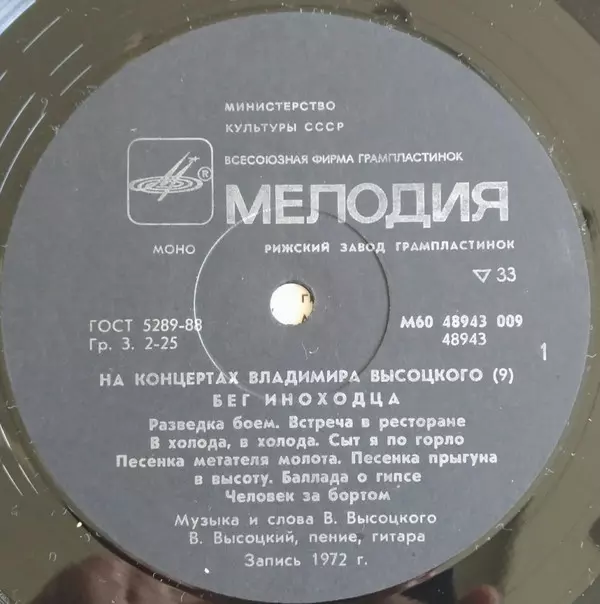 МИНИСТЕРСТВО
КУЛЬТУРЫ СССР
ВСЕСОЮЗНАЯ ФИРМА ГРАМПЛАСТИНОК
® МЕЛОДИЯ
МОНО РИЖСКИЙ ЗАВОД ГРАМПЛАСТИНОК
▽ 33
ГОСТ 5289-88 М60 48943 009
Гр. 3. 2-25 48943
1
НА КОНЦЕРТАХ ВЛАДИМИРА ВЫСОЦКОГО (9)
БЕГ ИНОХОДЦА
Разведка боем. Встреча в ресторане
В холода, в холода. Сыт я по горло
Песенка метателя молота. Песенка прыгуна
в высоту. Баллада о гипсе
Человек за бортом
Музыка и слова В. Высоцкого
В. Высоцкий, пение, гитара
Запись 1972 г.